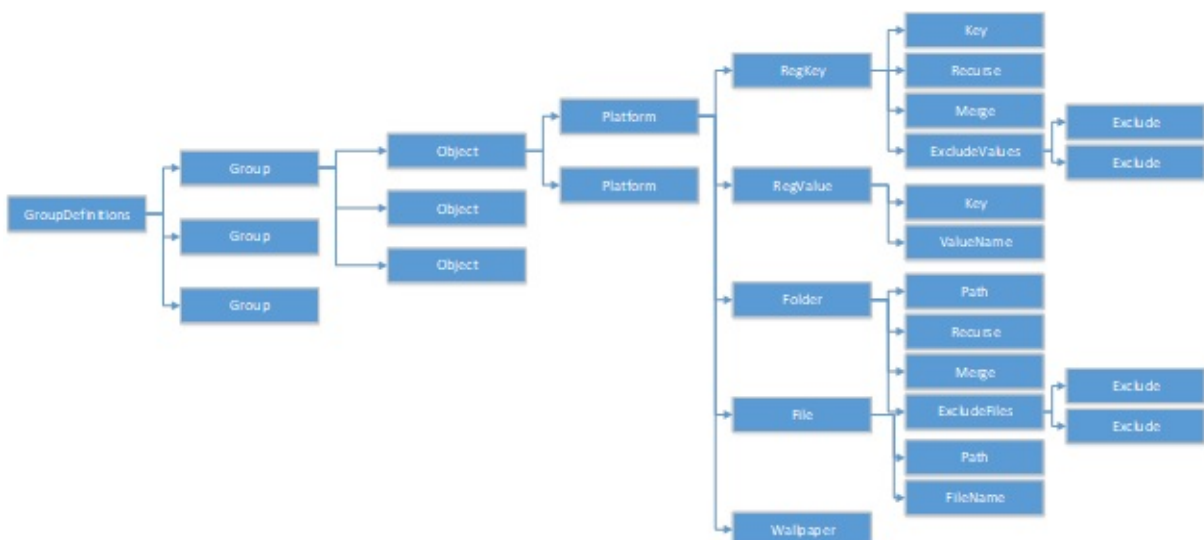 GroupDefinitions
Group
Group
Group
Object
Object
Object
Platform
Platform
RegKey
Key
Recurse
Merge
ExcludeValues
Exclude
Exclude
RegValue
Key
ValueName
Folder
Path
Recurse
Merge
ExcludeFiles
Exclude
Exclude
File
Path
FileName
Wallpaper